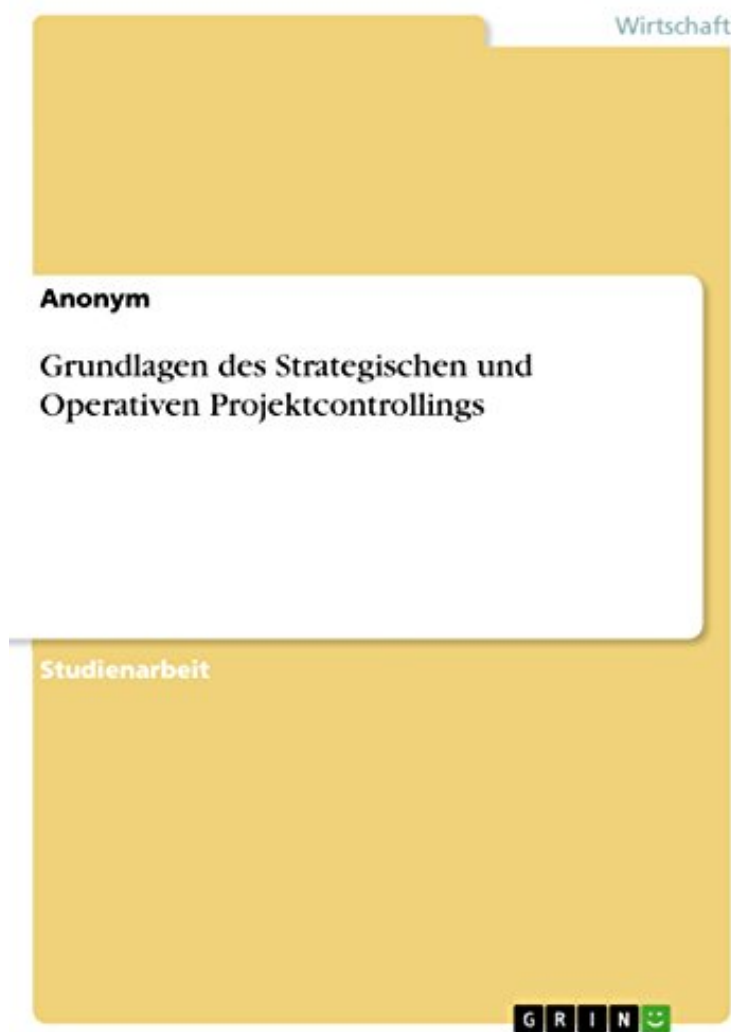 Wirtschaft
Anonym
Grundlagen des Strategischen und
Operativen Projektcontrollings
Studienarbeit
GRIN